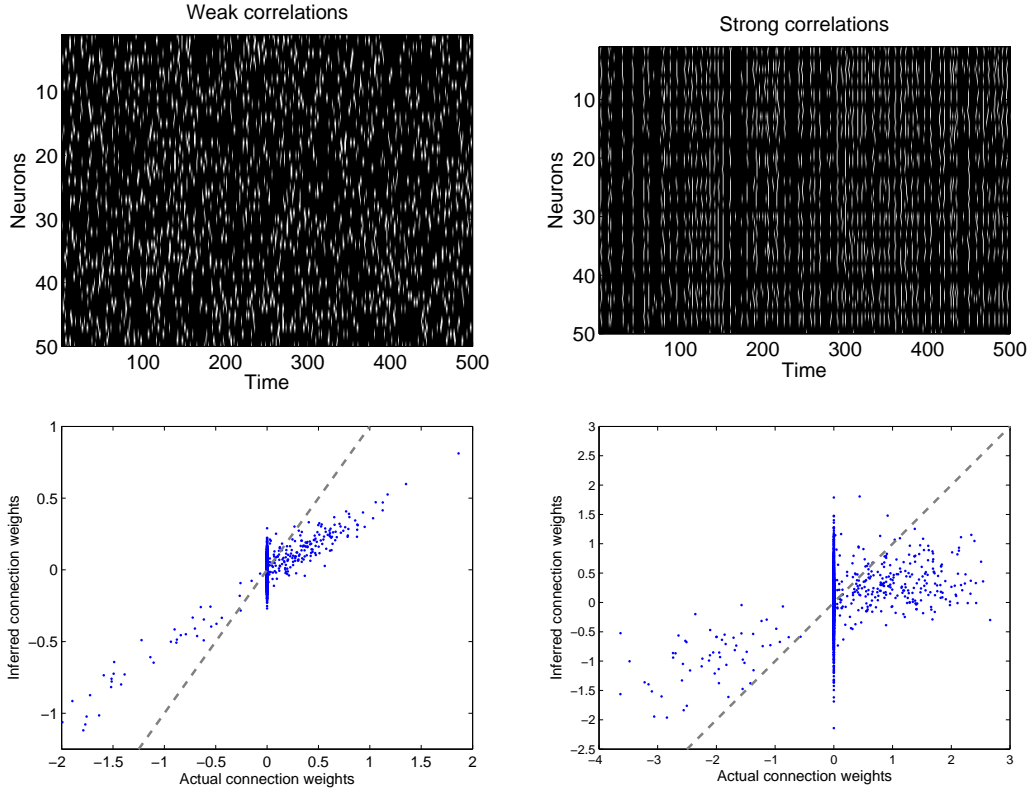 Weak correlations
Neurons
10
20
30
40
50
100 200 300 400 500
Time
Strong correlations
Neurons
10
20
30
40
50
100 200 300 400 500
Time
Inferred connection weights
1
0.5
0
−0.5
−1
−2 −1.5 −1 −0.5 0 0.5 1 1.5 2
Actual connection weights
Inferred connection weights
3
2.5
2
1.5
1
0.5
0
−0.5
−1
−1.5
−2
−2.5
−4 −3 −2 −1 0 1 2 3
Actual connection weights